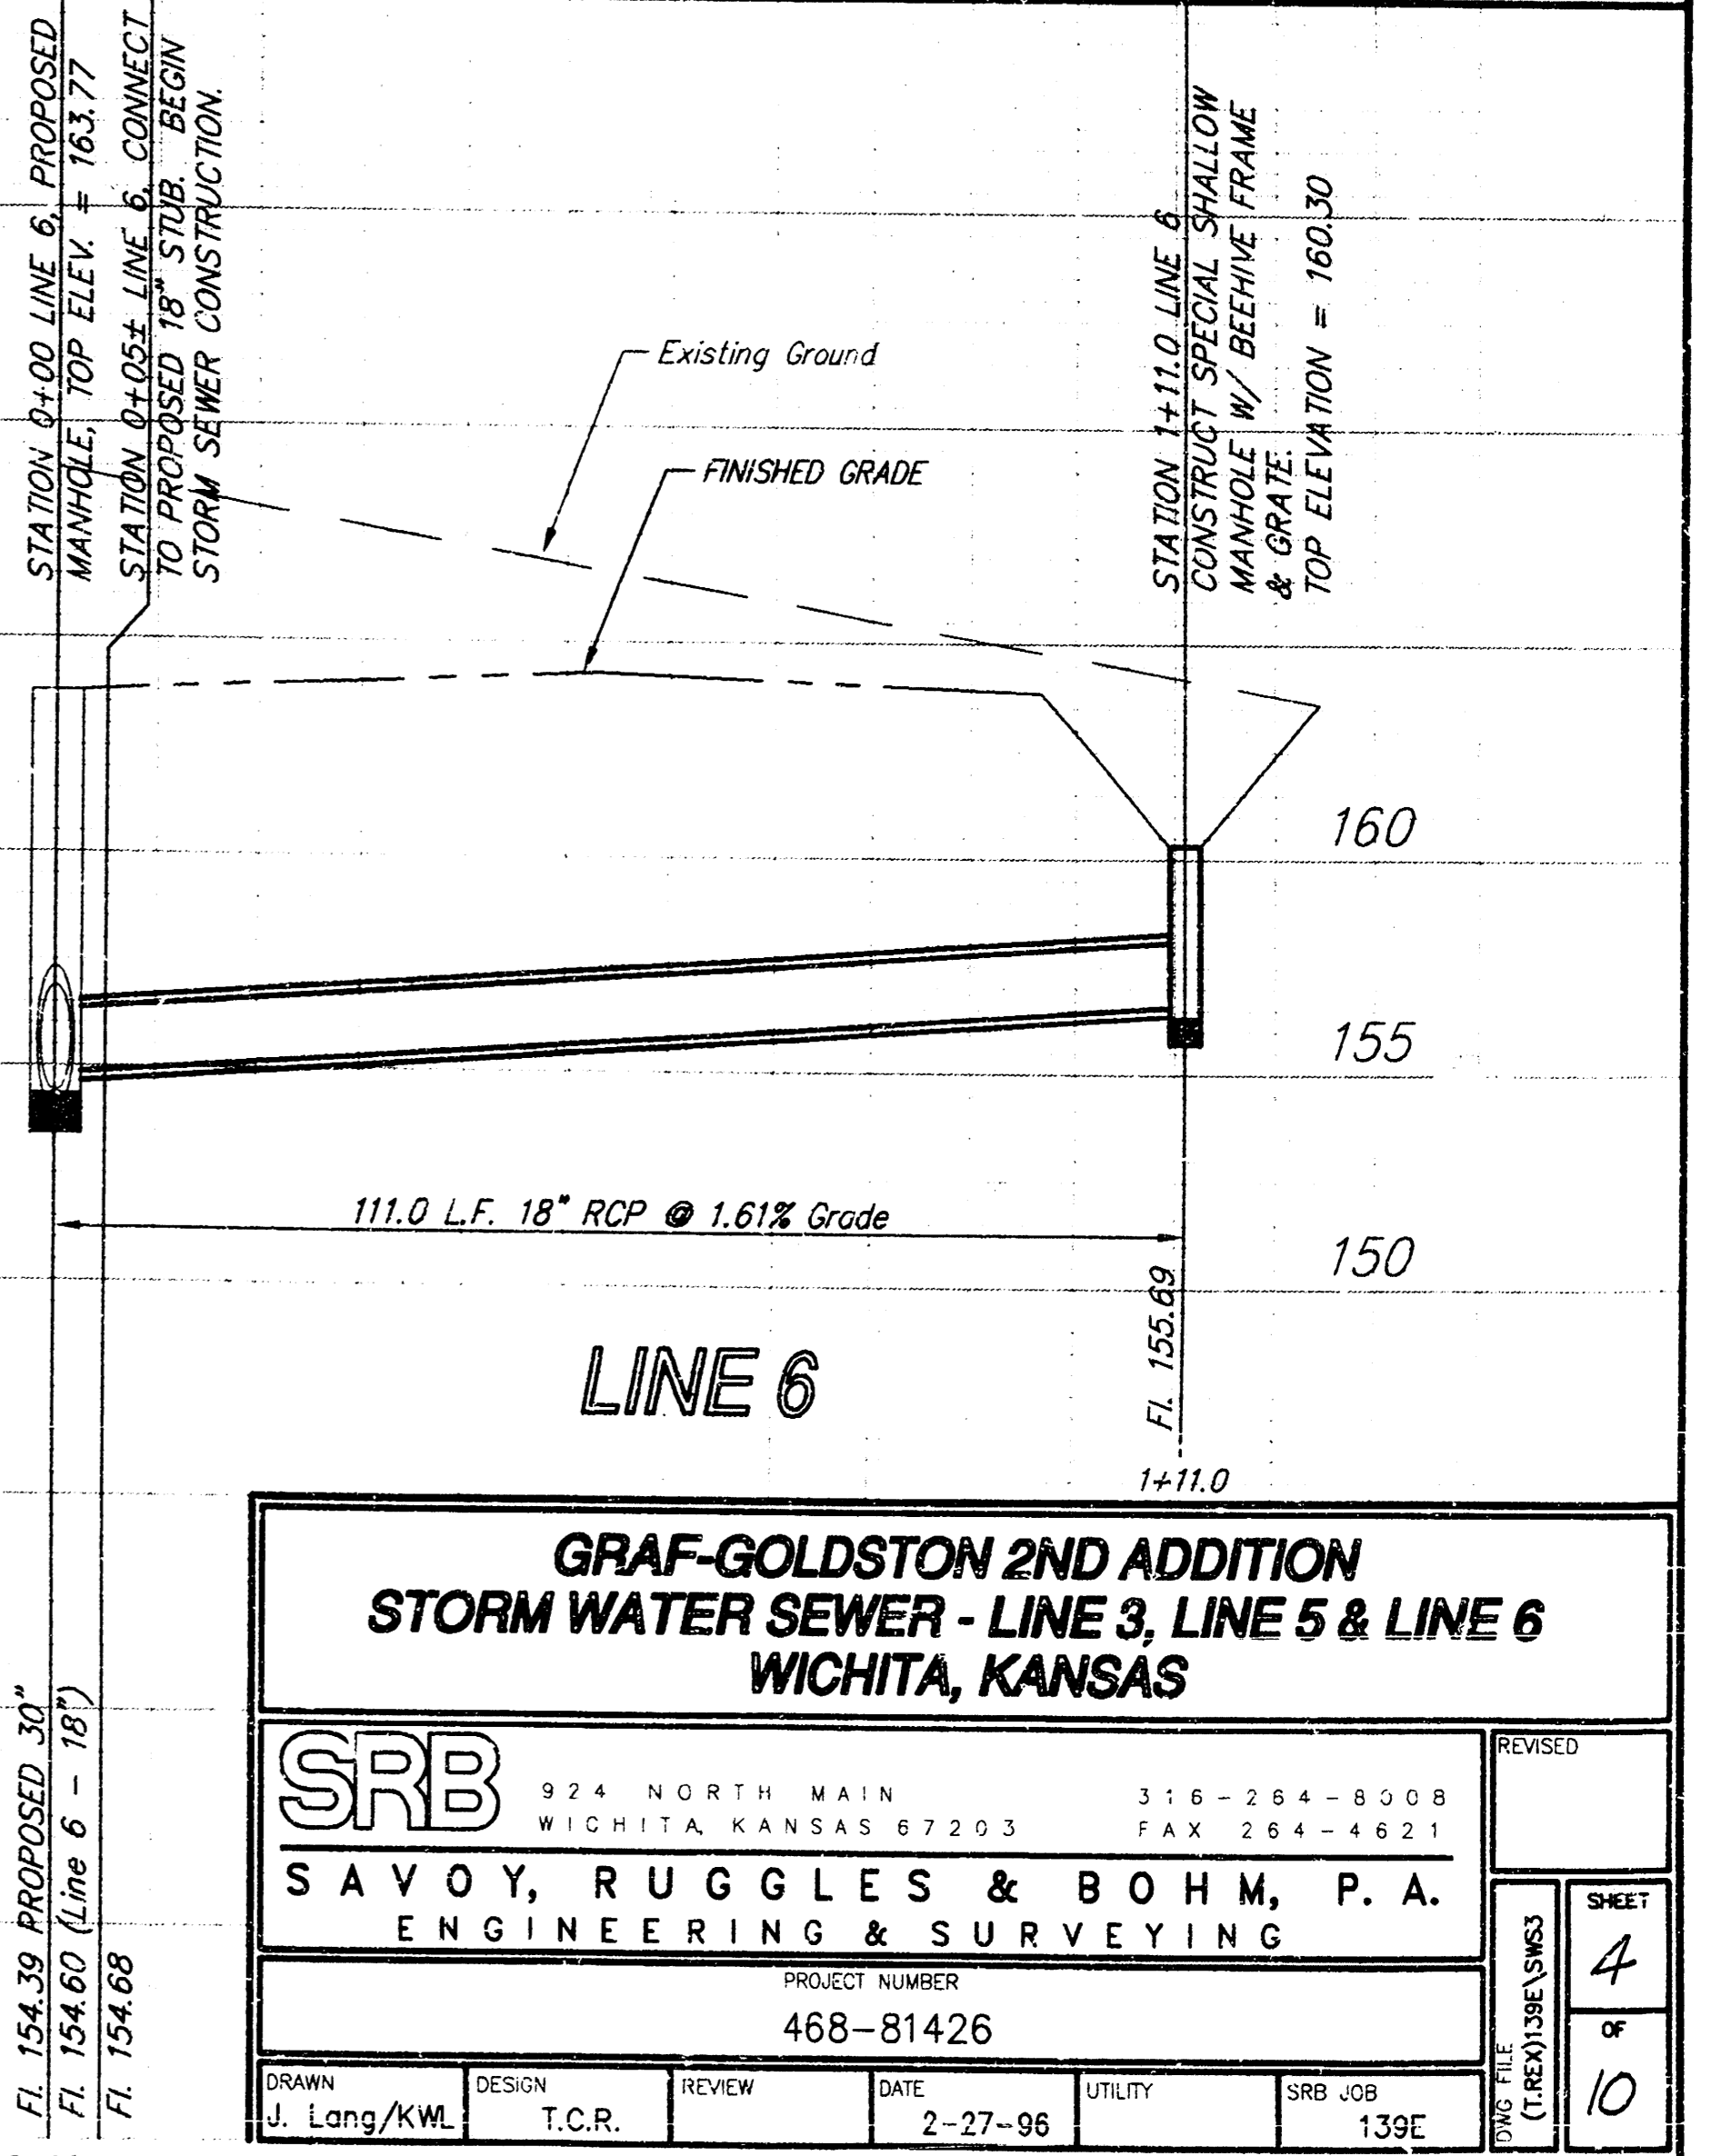 STATION 0+00 LINE 6, PROPOSED
MANHOLE, TOP ELEV. = 163.77
STATION 0+05± LINE 6, CONNECT
TO PROPOSED 18" STUB. BEGIN
STORM SEWER CONSTRUCTION.
Existing Ground
FINISHED GRADE
STATION 1+11.0 LINE 6
CONSTRUCT SPECIAL SHALLOW
MANHOLE W/ BEEHIVE FRAME
& GRATE.
TOP ELEVATION = 160.30
160
155
111.0 L.F. 18" RCP @ 1.61% Grade
150
Fl. 155.69
LINE 6
1+11.0
Fl. 154.39 PROPOSED 30"
Fl. 154.60 (Line 6 - 18")
Fl. 154.68
GRAF-GOLDSTON 2ND ADDITION
STORM WATER SEWER - LINE 3, LINE 5 & LINE 6
WICHITA, KANSAS
SRB
924 NORTH MAIN
WICHITA, KANSAS 67203
316-264-8008
FAX 264-4621
SAVOY, RUGGLES & BOHM, P. A.
ENGINEERING & SURVEYING
REVISED
PROJECT NUMBER
468-81426
DRAWN
J. Lang/KWL
DESIGN
T.C.R.
REVIEW
DATE
2-27-96
UTILITY
SRB JOB
139E
DWG FILE
(T.REX)139E\SWS3
SHEET
4
OF
10